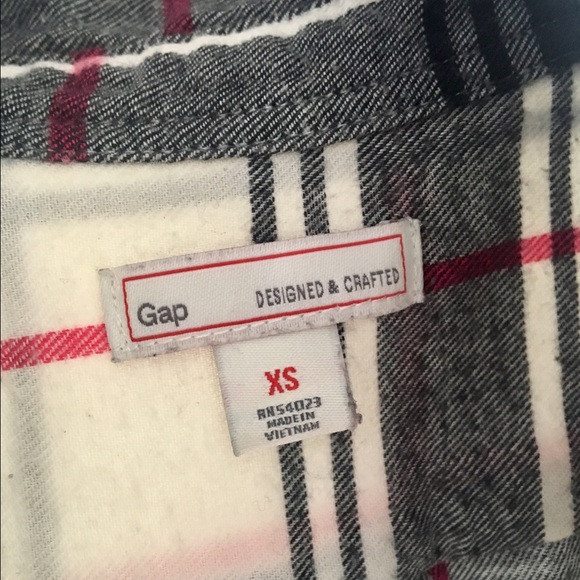 Gap DESIGNED & CRAFTED
XS
RN54023
MADE IN
VIETNAM